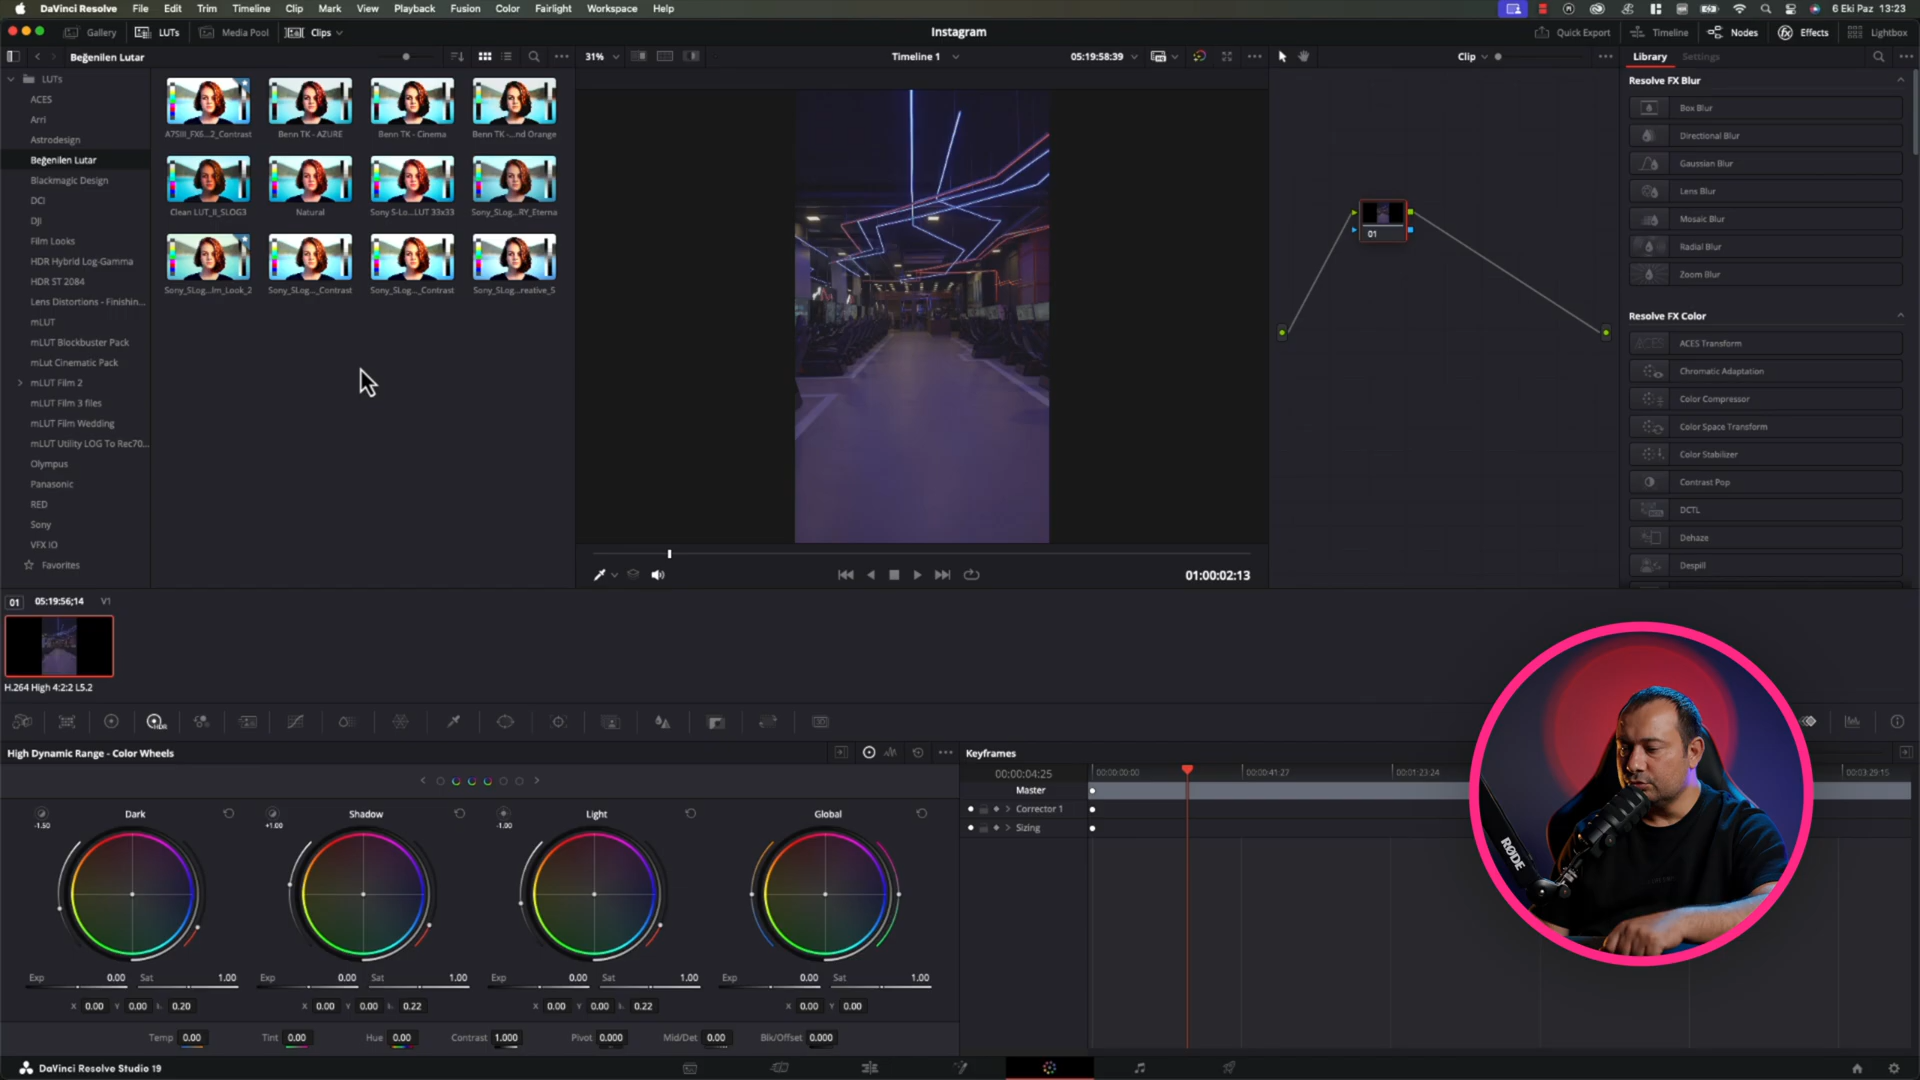 DaVinci Resolve File Edit Trim Timeline Clip Mark View Playback Fusion Color Fairlight Workspace Help 6 Eki Paz 13:23
Gallery LUTs Media Pool Clips Instagram Quick Export Timeline Nodes Effects Lightbox
Beğenilen Lutar 31% Timeline 1 05:19:58:39 Clip Library Settings
LUTs
ACES
Arri
Astrodesign
Beğenilen Lutar
Blackmagic Design
DCI
DJI
Film Looks
HDR Hybrid Log-Gamma
HDR ST 2084
Lens Distortions - Finishin...
mLUT
mLUT Blockbuster Pack
mLut Cinematic Pack
mLUT Film 2
mLUT Film 3 files
mLUT Film Wedding
mLUT Utility LOG To Rec70...
Olympus
Panasonic
RED
Sony
VFX IO
Favorites
A7SIII_FX6...2_Contrast Benn TK - AZURE Benn TK - Cinema Benn TK -...nd Orange
Clean LUT_II_SLOG3 Natural Sony S-Lo...LUT 33x33 Sony_SLog...RY_Eterna
Sony_SLog...lm_Look_2 Sony_SLog..._Contrast Sony_SLog..._Contrast Sony_SLog...reative_5
01:00:02:13
01
Resolve FX Blur
Box Blur
Directional Blur
Gaussian Blur
Lens Blur
Mosaic Blur
Radial Blur
Zoom Blur
Resolve FX Color
ACES Transform
Chromatic Adaptation
Color Compressor
Color Space Transform
Color Stabilizer
Contrast Pop
DCTL
Dehaze
Despill
01 05:19:56;14 V1
H.264 High 4:2:2 L5.2
High Dynamic Range - Color Wheels
Dark Shadow Light Global
-1.50 +1.00 -1.00
Exp 0.00 Sat 1.00 Exp 0.00 Sat 1.00 Exp 0.00 Sat 1.00 Exp 0.00 Sat 1.00
X 0.00 Y 0.00 0.20 X 0.00 Y 0.00 0.22 X 0.00 Y 0.00 0.22 X 0.00 Y 0.00
Temp 0.00 Tint 0.00 Hue 0.00 Contrast 1.000 Pivot 0.000 Mid/Det 0.00 Blk/Offset 0.000
Keyframes
00:00:04:25 00:00:00:00 00:00:41:27 00:01:23:24 00:03:29:15
Master
Corrector 1
Sizing
RØDE
DaVinci Resolve Studio 19